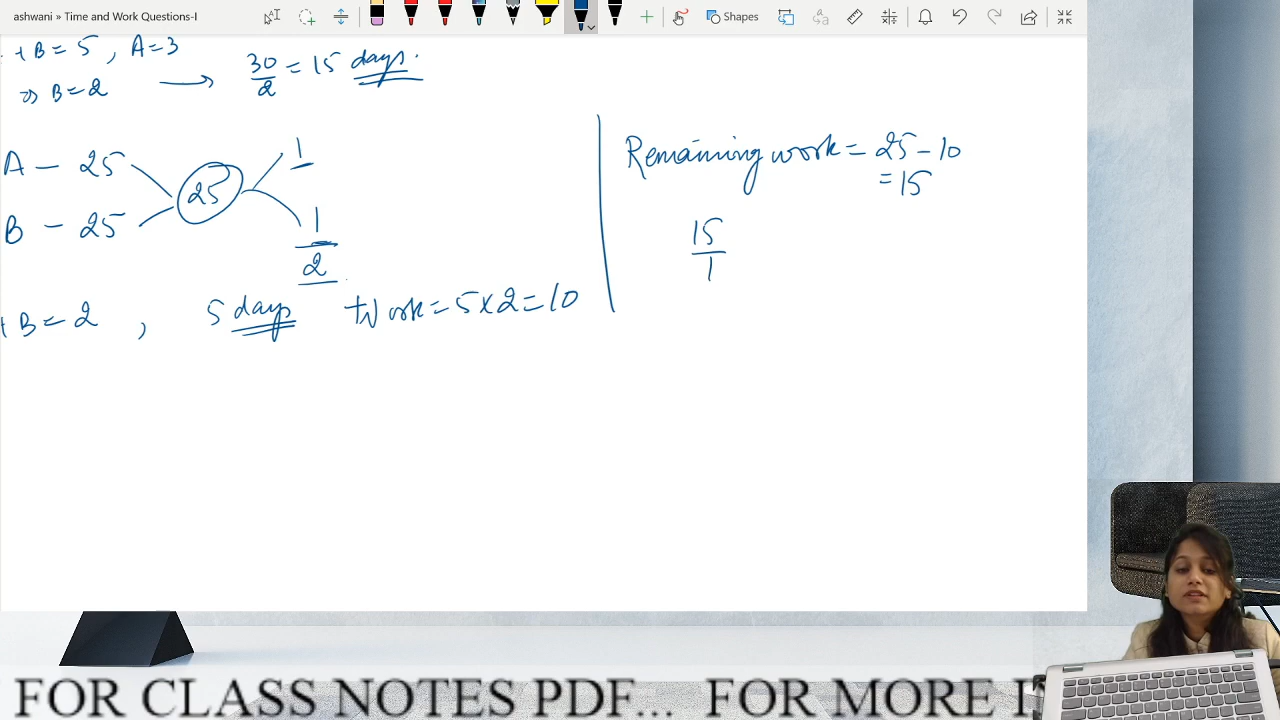 ashwani » Time and Work Questions-I
Shapes
+B = 5 , A=3
⇒ B=2 → 30/2 = 15 days.
A - 25
25
1
B - 25
1
2
+B = 2 , 5 days Work = 5×2=10
Remaining work = 25-10
= 15
15/1
FOR CLASS NOTES PDF... FOR MORE I